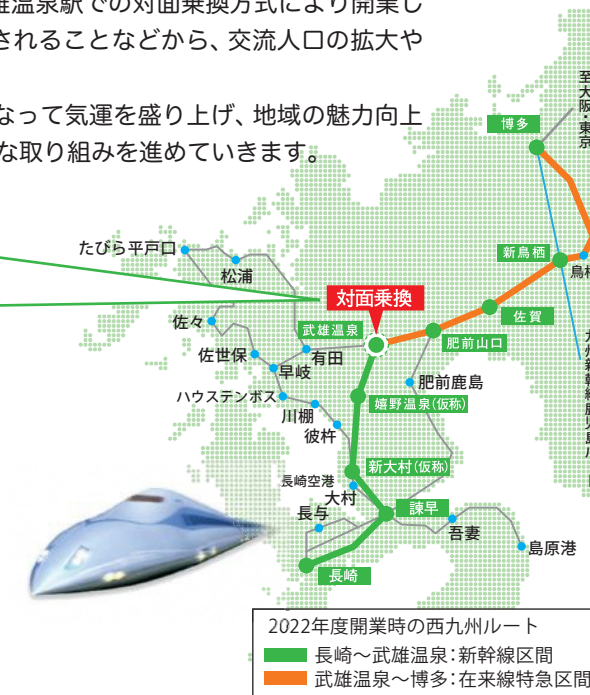 雄温泉駅での対面乗換方式により開業し
されることなどから、交流人口の拡大や
なって気運を盛り上げ、地域の魅力向上
な取り組みを進めていきます。
至大阪・東京
博多
新鳥栖
たびら平戸口
松浦
対面乗換
佐賀
佐々
武雄温泉
肥前山口
佐世保
有田
早岐
肥前鹿島
ハウステンボス
嬉野温泉(仮称)
川棚
彼杵
新大村(仮称)
長崎空港
大村
長与
諫早
吾妻
島原港
長崎
2022年度開業時の西九州ルート
長崎~武雄温泉:新幹線区間
武雄温泉~博多:在来線特急区間